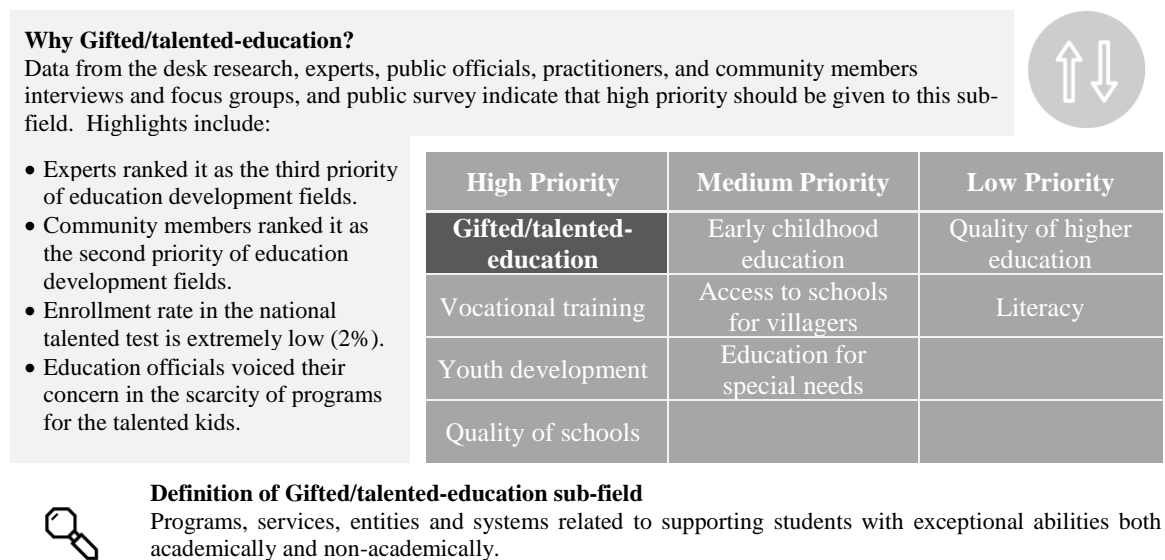 Why Gifted/talented-education?
Data from the desk research, experts, public officials, practitioners, and community members
interviews and focus groups, and public survey indicate that high priority should be given to this sub-
field.  Highlights include:
• Experts ranked it as the third priority
of education development fields.
• Community members ranked it as
the second priority of education
development fields.
• Enrollment rate in the national
talented test is extremely low (2%).
• Education officials voiced their
concern in the scarcity of programs
for the talented kids.
High Priority Medium Priority Low Priority
Gifted/talented-
education
Early childhood
education
Quality of higher
education
Vocational training
Access to schools
for villagers
Literacy
Youth development
Education for
special needs
Quality of schools
Definition of Gifted/talented-education sub-field
Programs, services, entities and systems related to supporting students with exceptional abilities both
academically and non-academically.